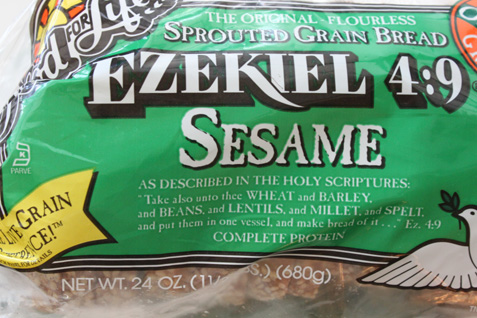 FOR Life
THE ORIGINAL FLOURLESS
SPROUTED GRAIN BREAD
EZEKIEL 4:9
SESAME
K
PARVE
AS DESCRIBED IN THE HOLY SCRIPTURES:
"Take also unto thee WHEAT and BARLEY,
and BEANS, and LENTILS, and MILLET, and SPELT,
and put them in one vessel, and make bread of it . . ." Ez. 4:9
COMPLETE PROTEIN
GRAIN
NET WT. 24 OZ. (680g)